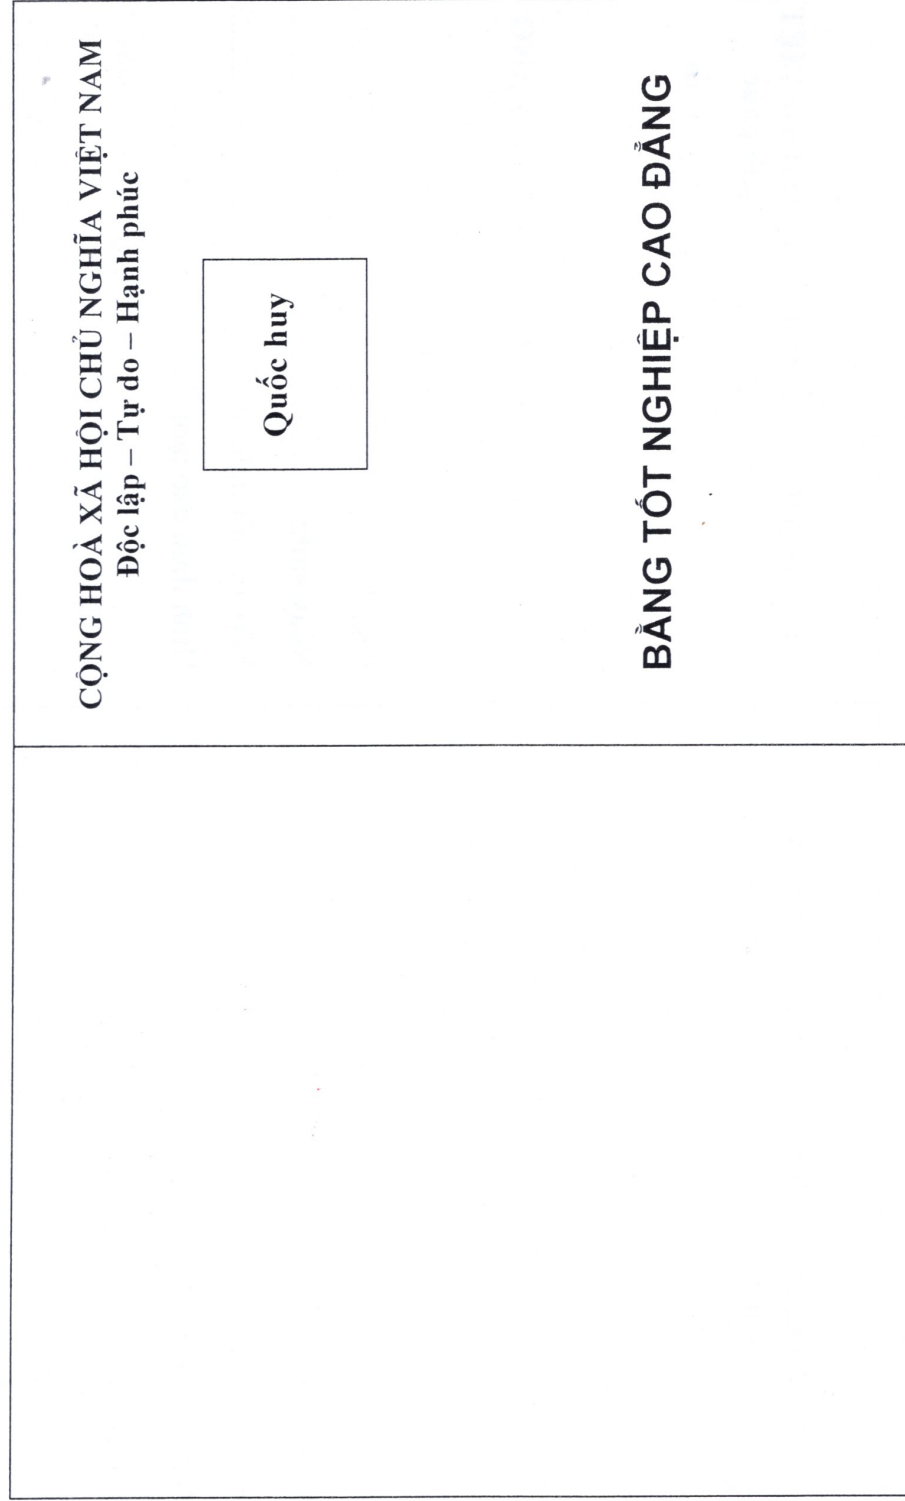 CỘNG HOÀ XÃ HỘI CHỦ NGHĨA VIỆT NAM
Độc lập – Tự do – Hạnh phúc
Quốc huy
BẰNG TỐT NGHIỆP CAO ĐẲNG